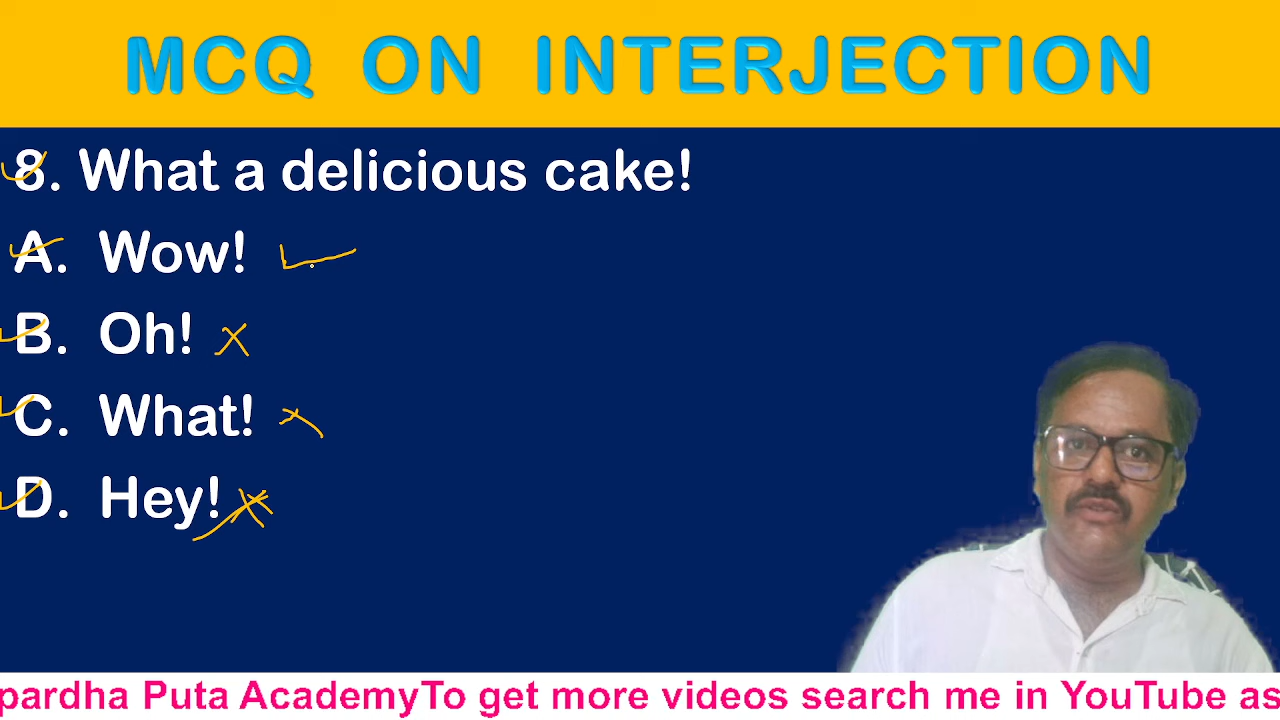 MCQ ON INTERJECTION
8. What a delicious cake!
A. Wow!
B. Oh!
C. What!
D. Hey!
pardha Puta AcademyTo get more videos search me in YouTube as